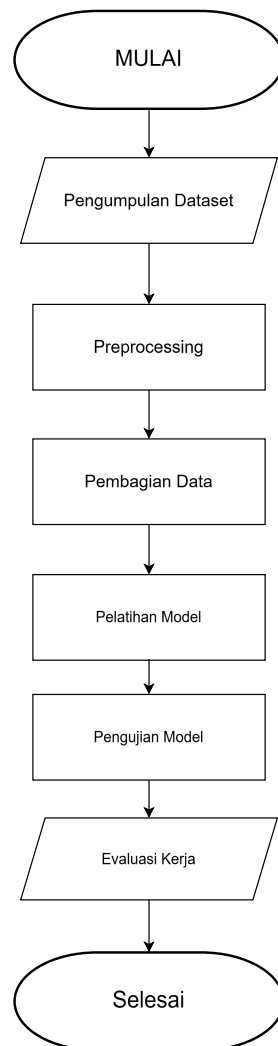 MULAI
Pengumpulan Dataset
Preprocessing
Pembagian Data
Pelatihan Model
Pengujian Model
Evaluasi Kerja
Selesai